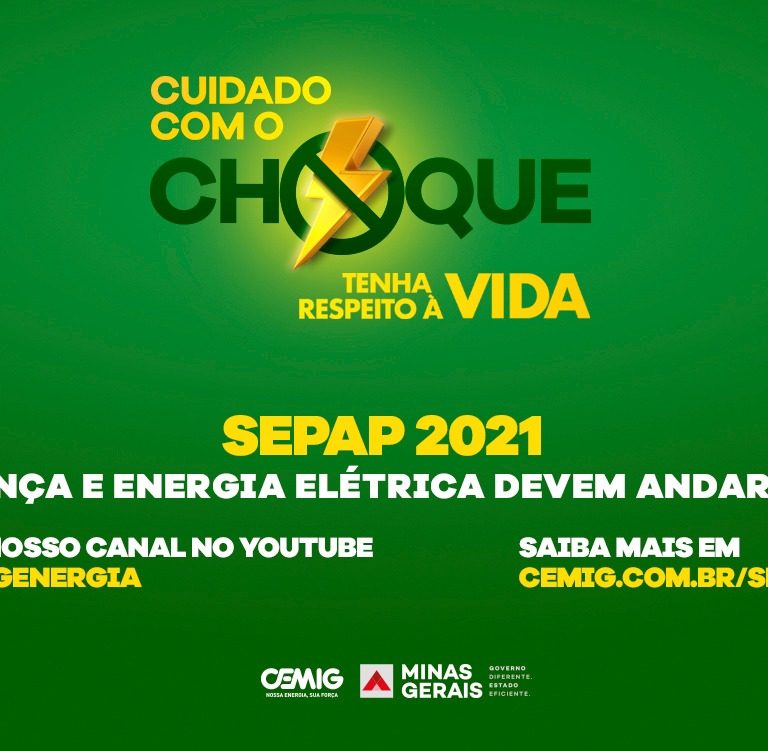 CUIDADO
COM O
CHOQUE
TENHA
RESPEITO À VIDA
SEPAP 2021
NÇA E ENERGIA ELÉTRICA DEVEM ANDAR
NOSSO CANAL NO YOUTUBE
GENERGIA
SAIBA MAIS EM
CEMIG.COM.BR/S
CEMIG
NOSSA ENERGIA, SUA FORÇA
MINAS
GERAIS
GOVERNO
DIFERENTE.
ESTADO
EFICIENTE.